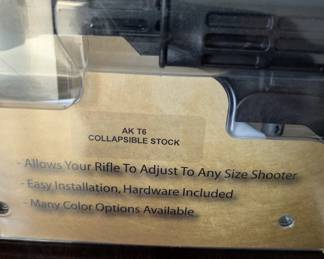 AK T6
COLLAPSIBLE STOCK
- Allows Your Rifle To Adjust To Any Size Shooter
- Easy Installation, Hardware Included
- Many Color Options Available